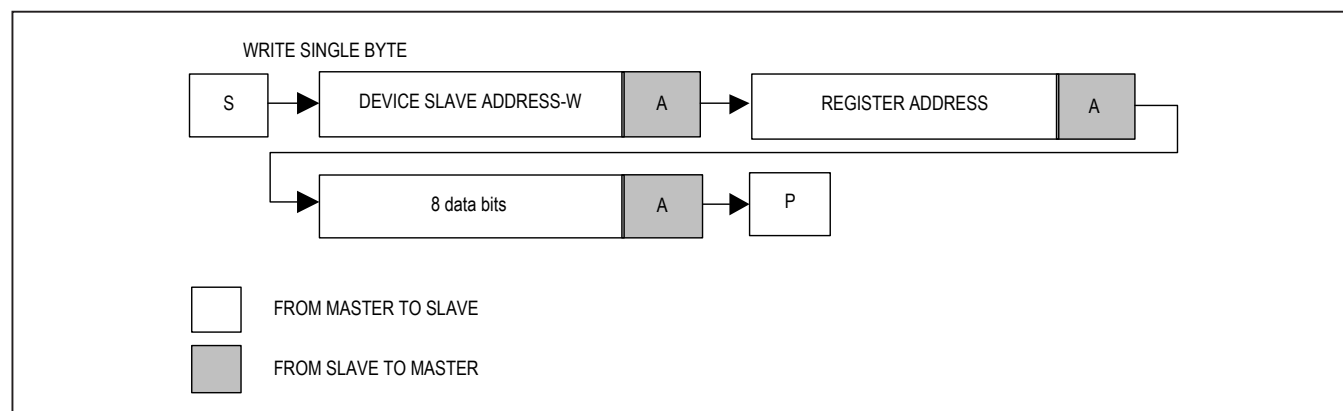 WRITE SINGLE BYTE
S DEVICE SLAVE ADDRESS-W A REGISTER ADDRESS A
8 data bits A P
FROM MASTER TO SLAVE
FROM SLAVE TO MASTER